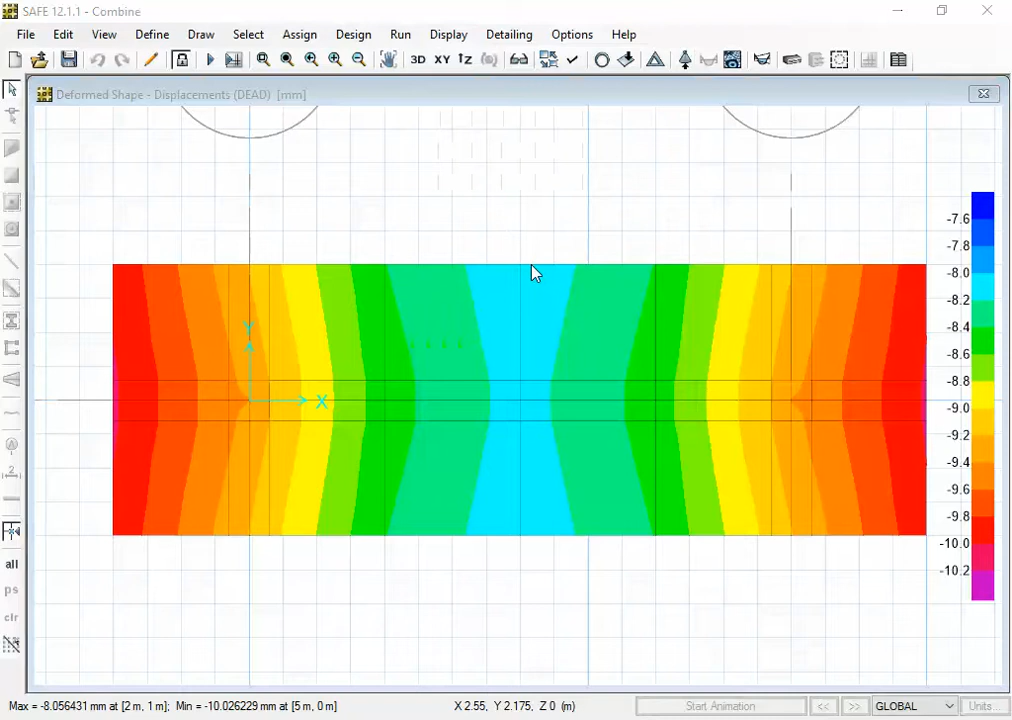 SAFE 12.1.1 - Combine
File Edit View Define Draw Select Assign Design Run Display Detailing Options Help
3D XY
Deformed Shape - Displacements (DEAD) [mm]
-7.6
-7.8
-8.0
-8.2
-8.4
-8.6
-8.8
-9.0
-9.2
-9.4
-9.6
-9.8
-10.0
-10.2
Y
X
2
all
ps
clr
Max = -8.056431 mm at [2 m, 1 m]; Min = -10.026229 mm at [5 m, 0 m] X 2.55, Y 2.175, Z 0 (m) Start Animation << >> GLOBAL Units...